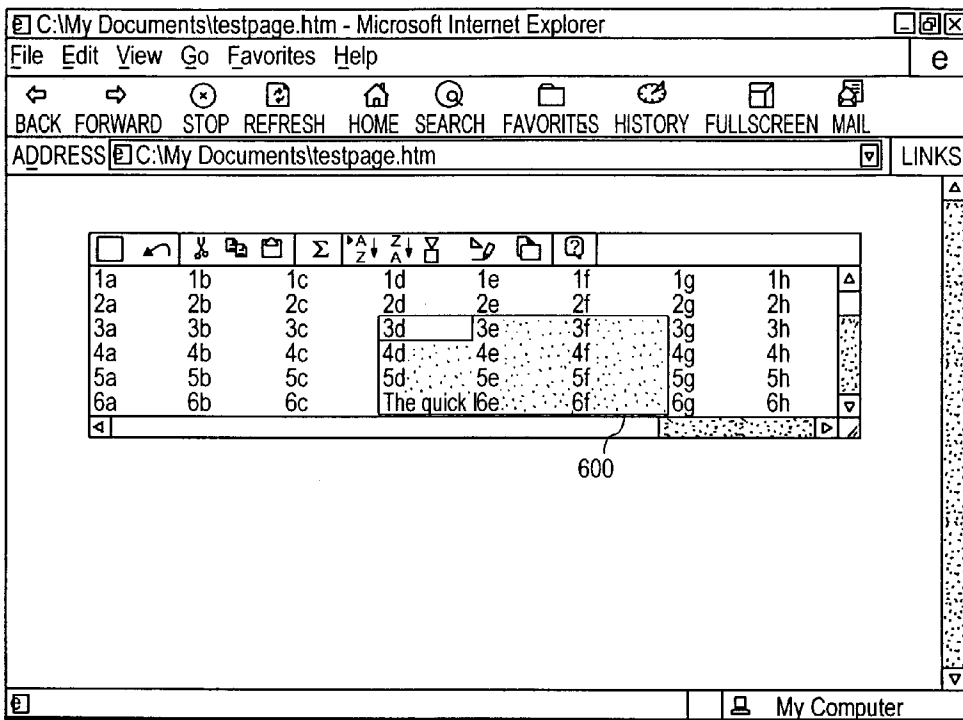 C:\My Documents\testpage.htm - Microsoft Internet Explorer
File Edit View Go Favorites Help
e
BACK FORWARD STOP REFRESH HOME SEARCH FAVORITES HISTORY FULLSCREEN MAIL
ADDRESS C:\My Documents\testpage.htm LINKS
Σ A Z Z A ?
1a 1b 1c 1d 1e 1f 1g 1h
2a 2b 2c 2d 2e 2f 2g 2h
3a 3b 3c 3d 3e 3f 3g 3h
4a 4b 4c 4d 4e 4f 4g 4h
5a 5b 5c 5d 5e 5f 5g 5h
6a 6b 6c The quick 6e 6f 6g 6h
600
My Computer